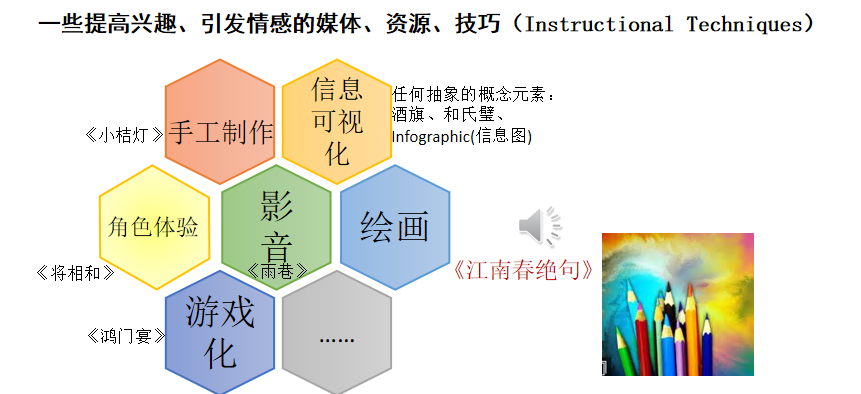 一些提高兴趣、引发情感的媒体、资源、技巧（Instructional Techniques）
信息
可视
化
任何抽象的概念元素：
酒旗、和氏璧、
Infographic(信息图)
《小桔灯》
手工制作
角色体验
影
音
绘画
《将相和》
《雨巷》
《江南春绝句》
游戏
化
《鸿门宴》
……